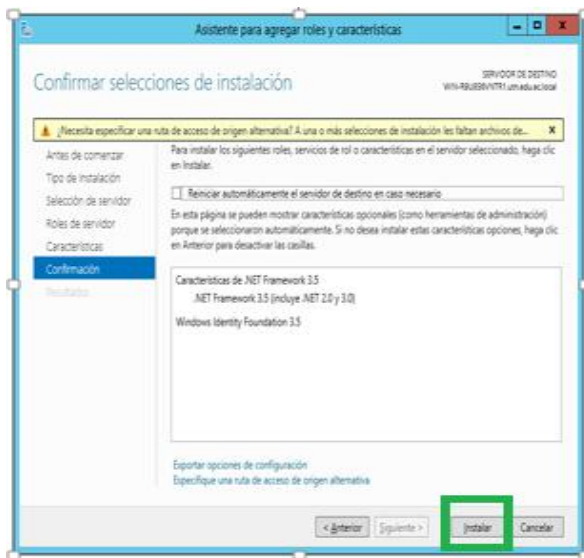 Asistente para agregar roles y características
Confirmar selecciones de instalación
SERVIDOR DE DESTINO
¿Necesita especificar una ruta de acceso de origen alternativa? A una o más selecciones de instalación les faltan archivos de... X
Antes de comenzar
Tipo de instalación
Selección de servidor
Roles de servidor
Características
Confirmación
Resultados
Para instalar los siguientes roles, servicios de rol o características en el servidor seleccionado, haga clic
en Instalar.
Reiniciar automáticamente el servidor de destino en caso necesario
En esta página se pueden mostrar características opcionales (como herramientas de administración)
porque se seleccionaron automáticamente. Si no desea instalar estas características opciones, haga clic
en Anterior para desactivar las casillas.
Características de .NET Framework 3.5
.NET Framework 3.5 (incluye .NET 2.0 y 3.0)
Windows Identity Foundation 3.5
Exportar opciones de configuración
Especifique una ruta de acceso de origen alternativa
< Anterior Siguiente > Instalar Cancelar